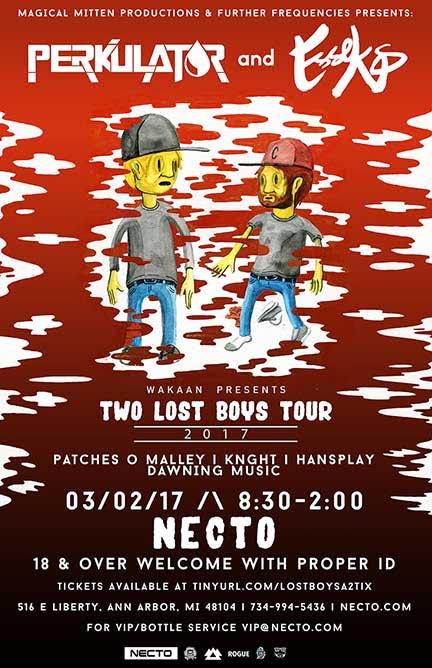 MAGICAL MITTEN PRODUCTIONS & FURTHER FREQUENCIES PRESENTS:
PERKULATOR and EsseKs
C
WAKAAN PRESENTS
TWO LOST BOYS TOUR
2017
PATCHES O MALLEY | KNGHT | HANSPLAY
DAWNING MUSIC
03/02/17 /\ 8:30-2:00
NECTO
18 & OVER WELCOME WITH PROPER ID
TICKETS AVAILABLE AT TINYURL.COM/LOSTBOYSA2TIX
516 E LIBERTY, ANN ARBOR, MI 48104 | 734-994-5436 | NECTO.COM
FOR VIP/BOTTLE SERVICE VIP@NECTO.COM
NECTO ROGUE